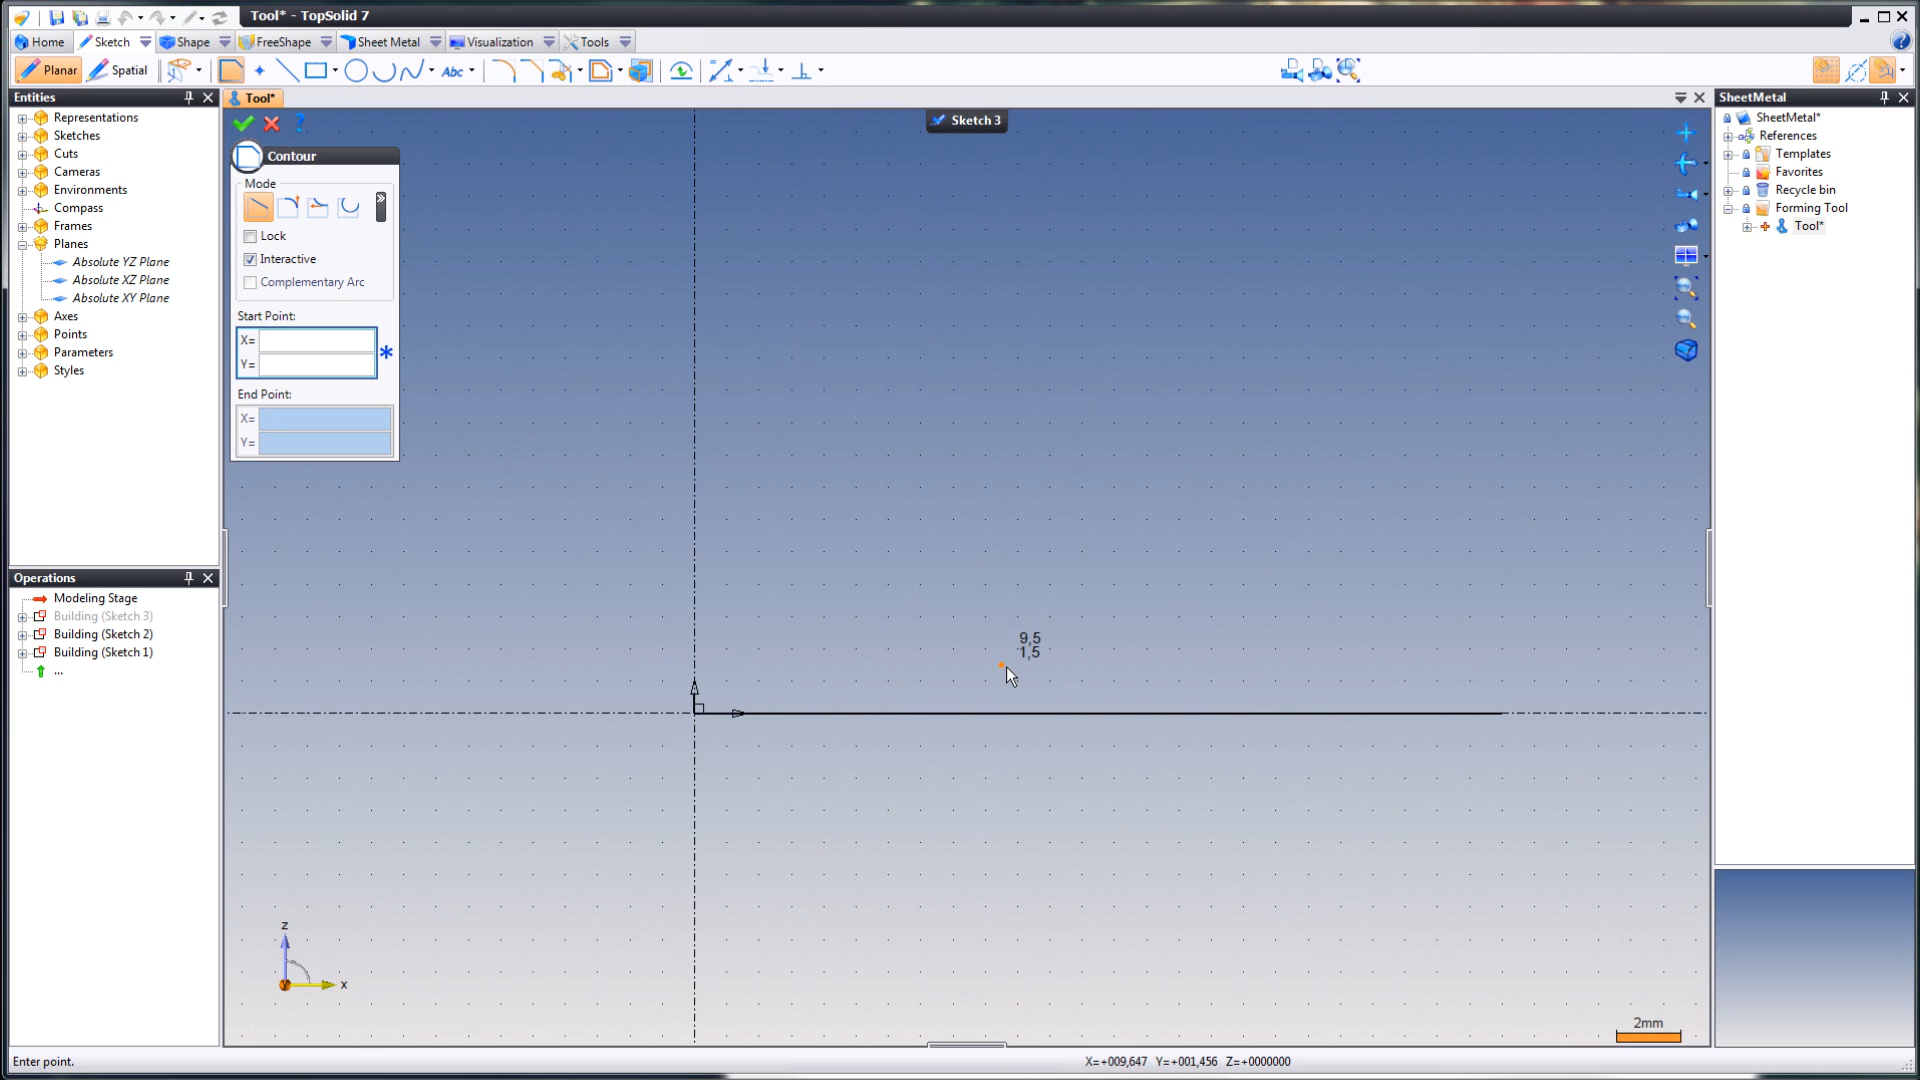 Tool* - TopSolid 7
Home
Sketch
Shape
FreeShape
Sheet Metal
Visualization
Tools
Planar
Spatial
Abc
Entities
Representations
Sketches
Cuts
Cameras
Environments
Compass
Frames
Planes
Absolute YZ Plane
Absolute XZ Plane
Absolute XY Plane
Axes
Points
Parameters
Styles
Operations
Modeling Stage
Building (Sketch 3)
Building (Sketch 2)
Building (Sketch 1)
...
Tool*
Sketch 3
Contour
Mode
Lock
Interactive
Complementary Arc
Start Point:
X=
Y=
End Point:
X=
Y=
9,5
1,5
z
x
2mm
SheetMetal
SheetMetal*
References
Templates
Favorites
Recycle bin
Forming Tool
Tool*
Enter point.
X=+009,647 Y=+001,456 Z=+0000000